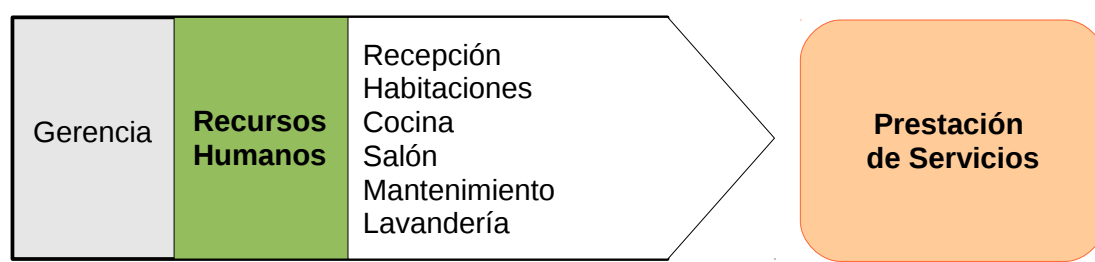 Gerencia
Recursos
Humanos
Recepción
Habitaciones
Cocina
Salón
Mantenimiento
Lavandería
Prestación
de Servicios